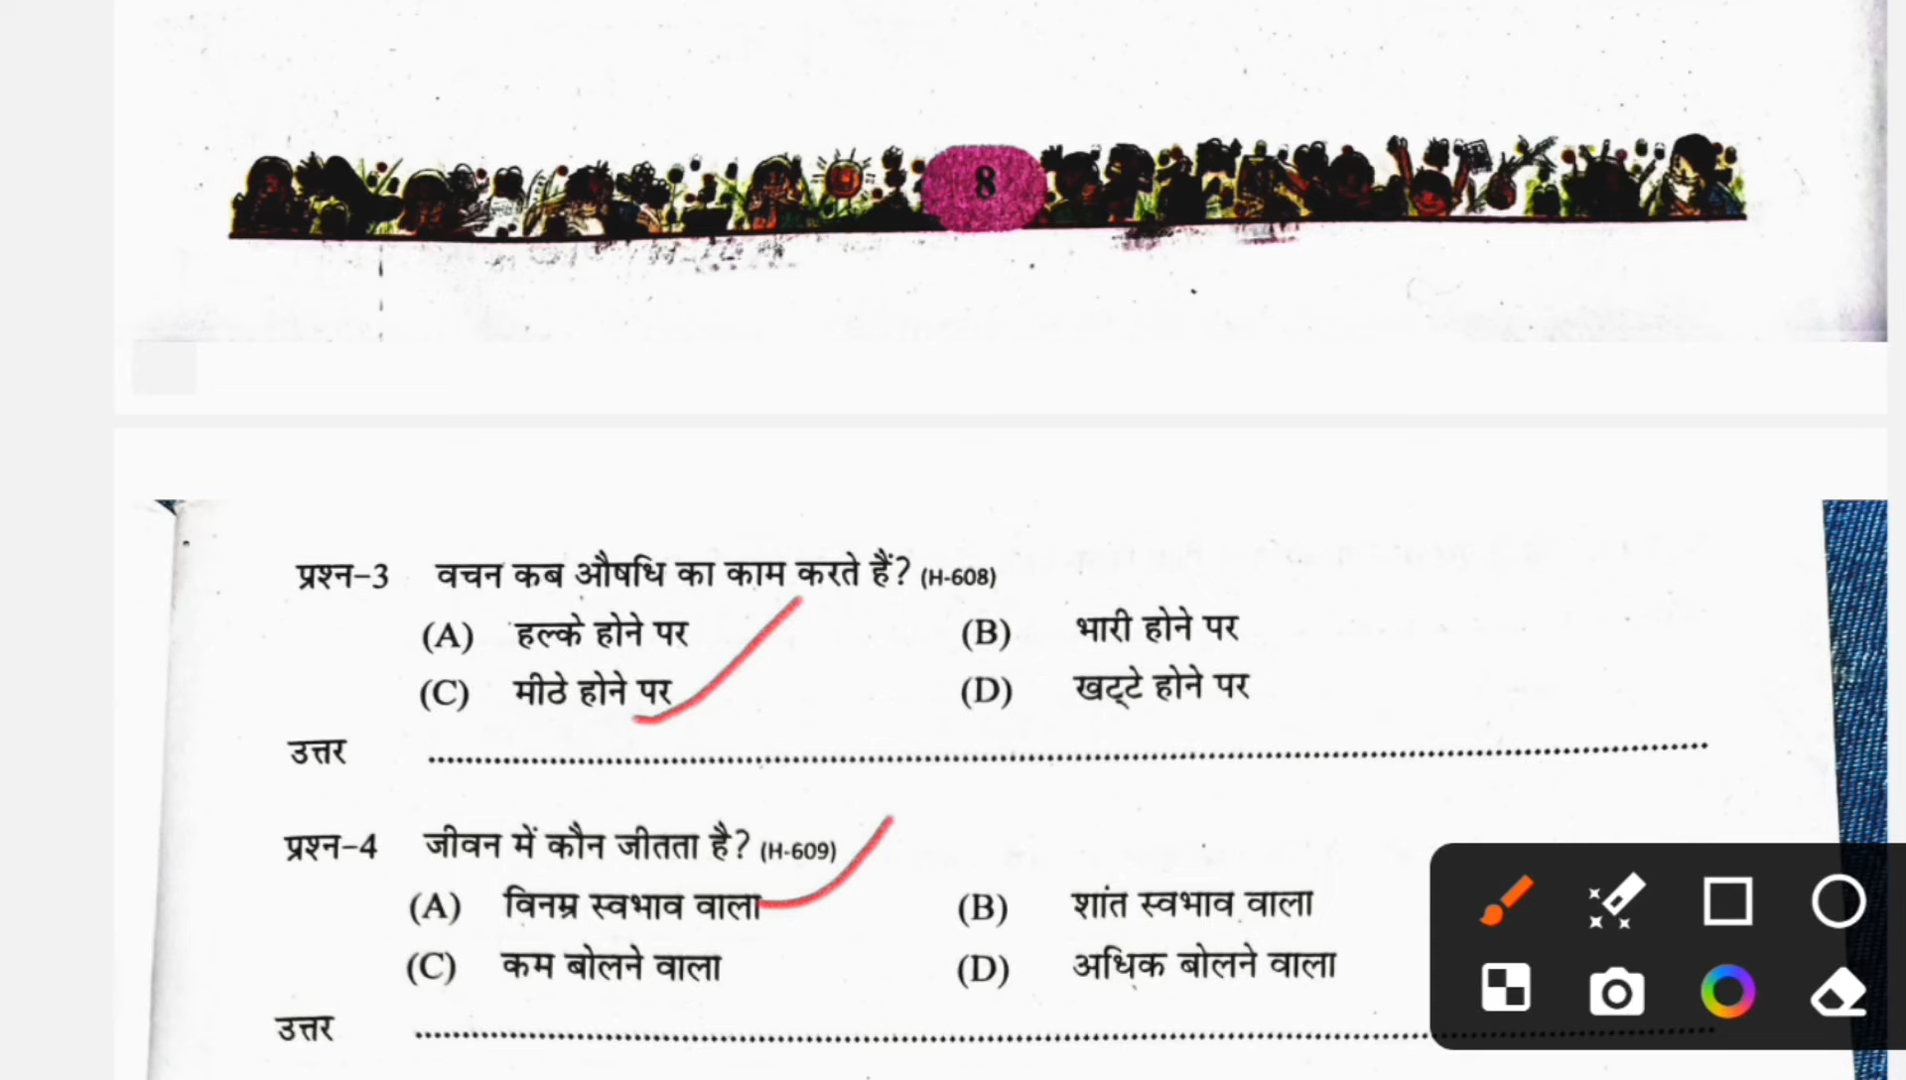 8
प्रश्न-3 वचन कब औषधि का काम करते हैं? (H-608)
(A) हल्के होने पर (B) भारी होने पर
(C) मीठे होने पर (D) खट्टे होने पर
उत्तर ........................................................................
प्रश्न-4 जीवन में कौन जीतता है? (H-609)
(A) विनम्र स्वभाव वाला (B) शांत स्वभाव वाला
(C) कम बोलने वाला (D) अधिक बोलने वाला
उत्तर ........................................................................